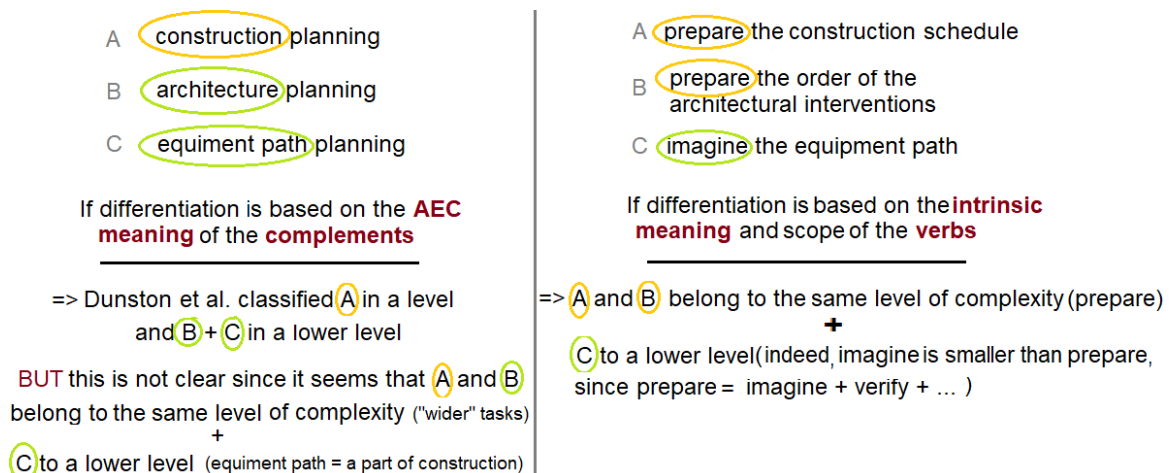 A construction planning
B architecture planning
C equiment path planning
If differentiation is based on the AEC
meaning of the complements
=> Dunston et al. classified A in a level
and B + C in a lower level
BUT this is not clear since it seems that A and B
belong to the same level of complexity ("wider" tasks)
+
C to a lower level (equiment path = a part of construction)
A prepare the construction schedule
B prepare the order of the
architectural interventions
C imagine the equipment path
If differentiation is based on the intrinsic
meaning and scope of the verbs
=> A and B belong to the same level of complexity (prepare)
+
C to a lower level (indeed, imagine is smaller than prepare,
since prepare = imagine + verify + ... )